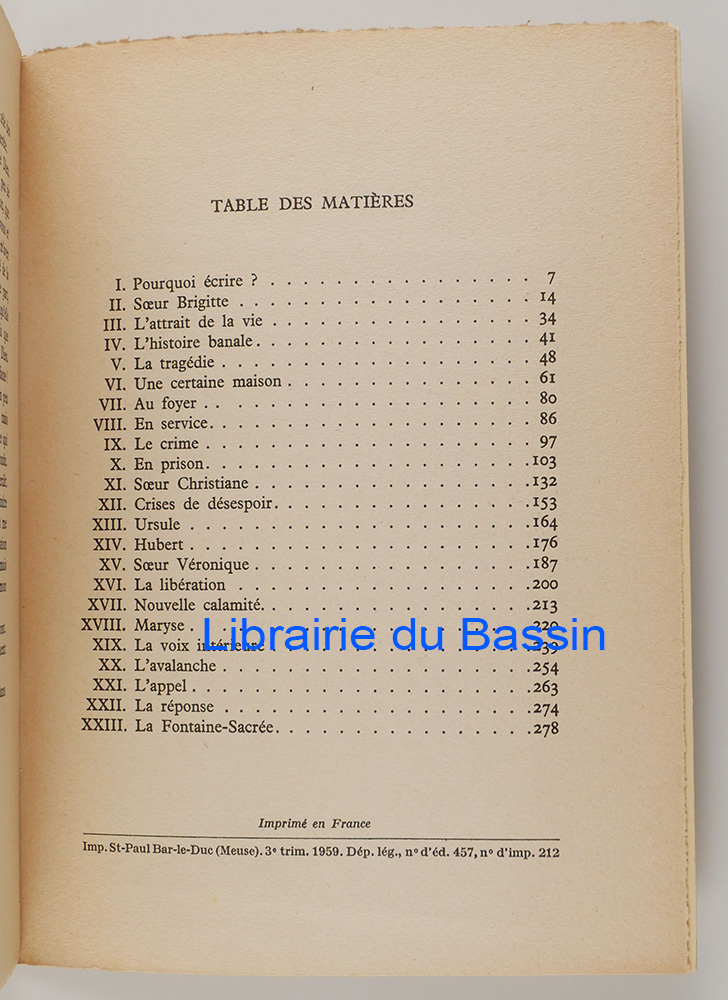 TABLE DES MATIÈRES
I. Pourquoi écrire ? . . . . . . . . . . . . . . . . 7
II. Sœur Brigitte . . . . . . . . . . . . . . . . 14
III. L'attrait de la vie . . . . . . . . . . . . . . . 34
IV. L'histoire banale . . . . . . . . . . . . . . . 41
V. La tragédie . . . . . . . . . . . . . . . . . 48
VI. Une certaine maison . . . . . . . . . . . . . . 61
VII. Au foyer . . . . . . . . . . . . . . . . . . 80
VIII. En service . . . . . . . . . . . . . . . . . 86
IX. Le crime . . . . . . . . . . . . . . . . . . 97
X. En prison . . . . . . . . . . . . . . . . . . 103
XI. Sœur Christiane . . . . . . . . . . . . . . . 132
XII. Crises de désespoir . . . . . . . . . . . . . . 153
XIII. Ursule . . . . . . . . . . . . . . . . . . 164
XIV. Hubert . . . . . . . . . . . . . . . . . . 176
XV. Sœur Véronique . . . . . . . . . . . . . . . 187
XVI. La libération . . . . . . . . . . . . . . . . 200
XVII. Nouvelle calamité . . . . . . . . . . . . . . 213
XVIII. Maryse . . . . . . . . . . . . . . . . . . 220
Librairie du Bassin
XIX. La voix intérieure . . . . . . . . . . . . . . 239
XX. L'avalanche . . . . . . . . . . . . . . . . . 254
XXI. L'appel . . . . . . . . . . . . . . . . . . 263
XXII. La réponse . . . . . . . . . . . . . . . . . 274
XXIII. La Fontaine-Sacrée . . . . . . . . . . . . . . 278
Imprimé en France
Imp. St-Paul Bar-le-Duc (Meuse). 3e trim. 1959. Dép. lég., no d'éd. 457, no d'imp. 212